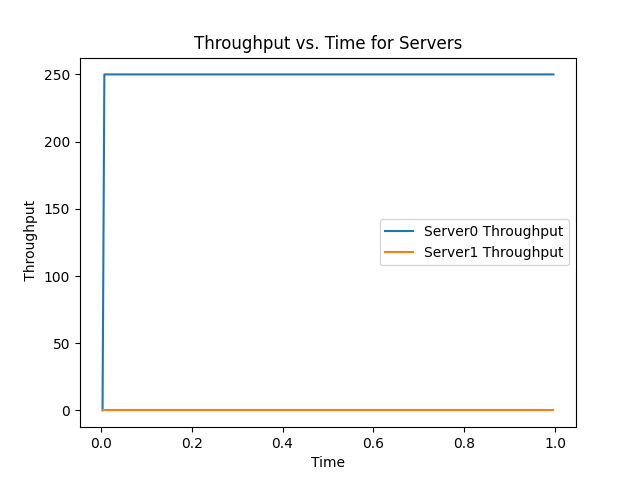 Throughput vs. Time for Servers
250
200
150
100
50
0
Throughput
Server0 Throughput
Server1 Throughput
0.0 0.2 0.4 0.6 0.8 1.0
Time